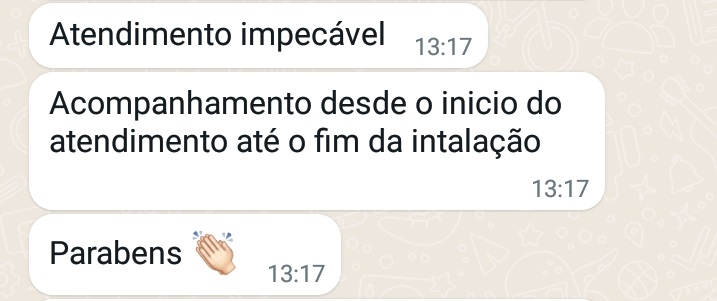 Atendimento impecável 13:17
Acompanhamento desde o inicio do
atendimento até o fim da intalação
13:17
Parabens 👏🏻 13:17